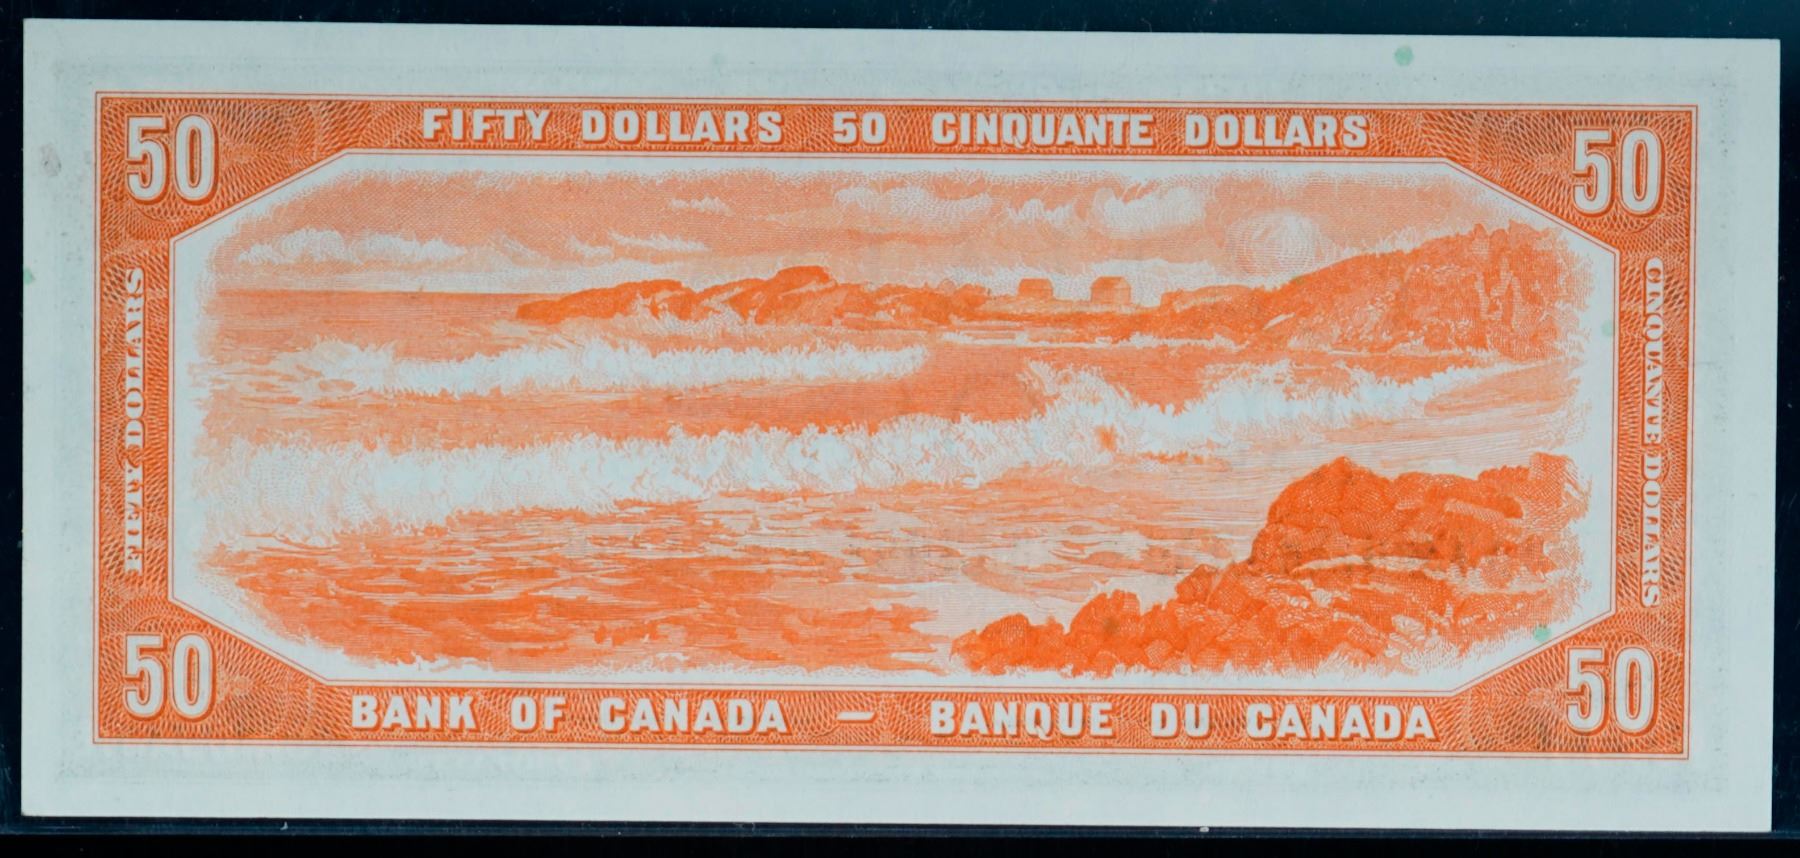 50 FIFTY DOLLARS 50 CINQUANTE DOLLARS 50
FIFTY DOLLARS
CINQUANTE DOLLARS
50 BANK OF CANADA — BANQUE DU CANADA 50